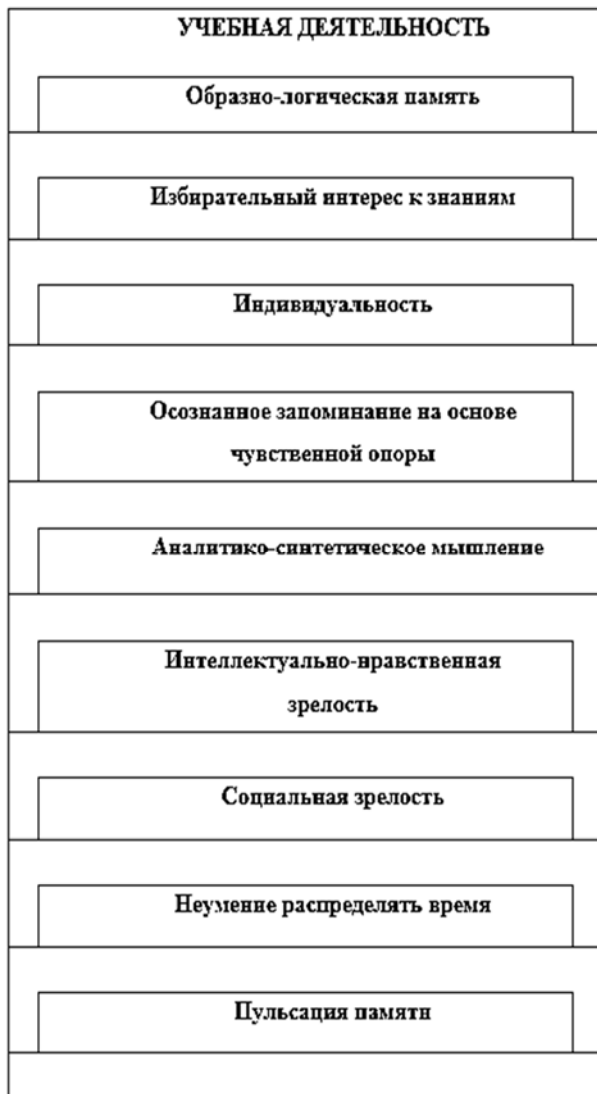 УЧЕБНАЯ ДЕЯТЕЛЬНОСТЬ
Образно-логическая память
Избирательный интерес к знаниям
Индивидуальность
Осознанное запоминание на основе
чувственной опоры
Аналитико-синтетическое мышление
Интеллектуально-нравственная
зрелость
Социальная зрелость
Неумение распределять время
Пульсация памяти